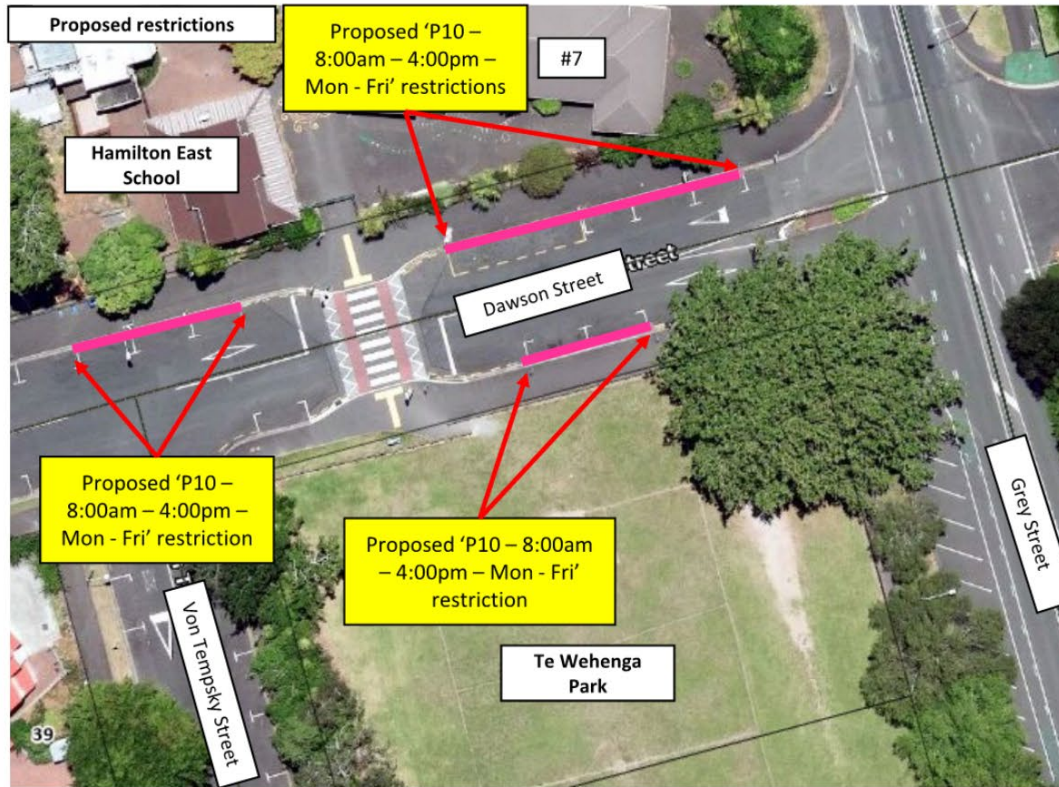 Proposed restrictions
Proposed ‘P10 –
8:00am – 4:00pm –
Mon - Fri’ restrictions
#7
Hamilton East
School
Dawson Street
treet
Proposed ‘P10 –
8:00am – 4:00pm –
Mon - Fri’ restriction
Proposed ‘P10 – 8:00am
– 4:00pm – Mon - Fri’
restriction
Grey Street
Von Tempsky Street
Te Wehenga
Park
39